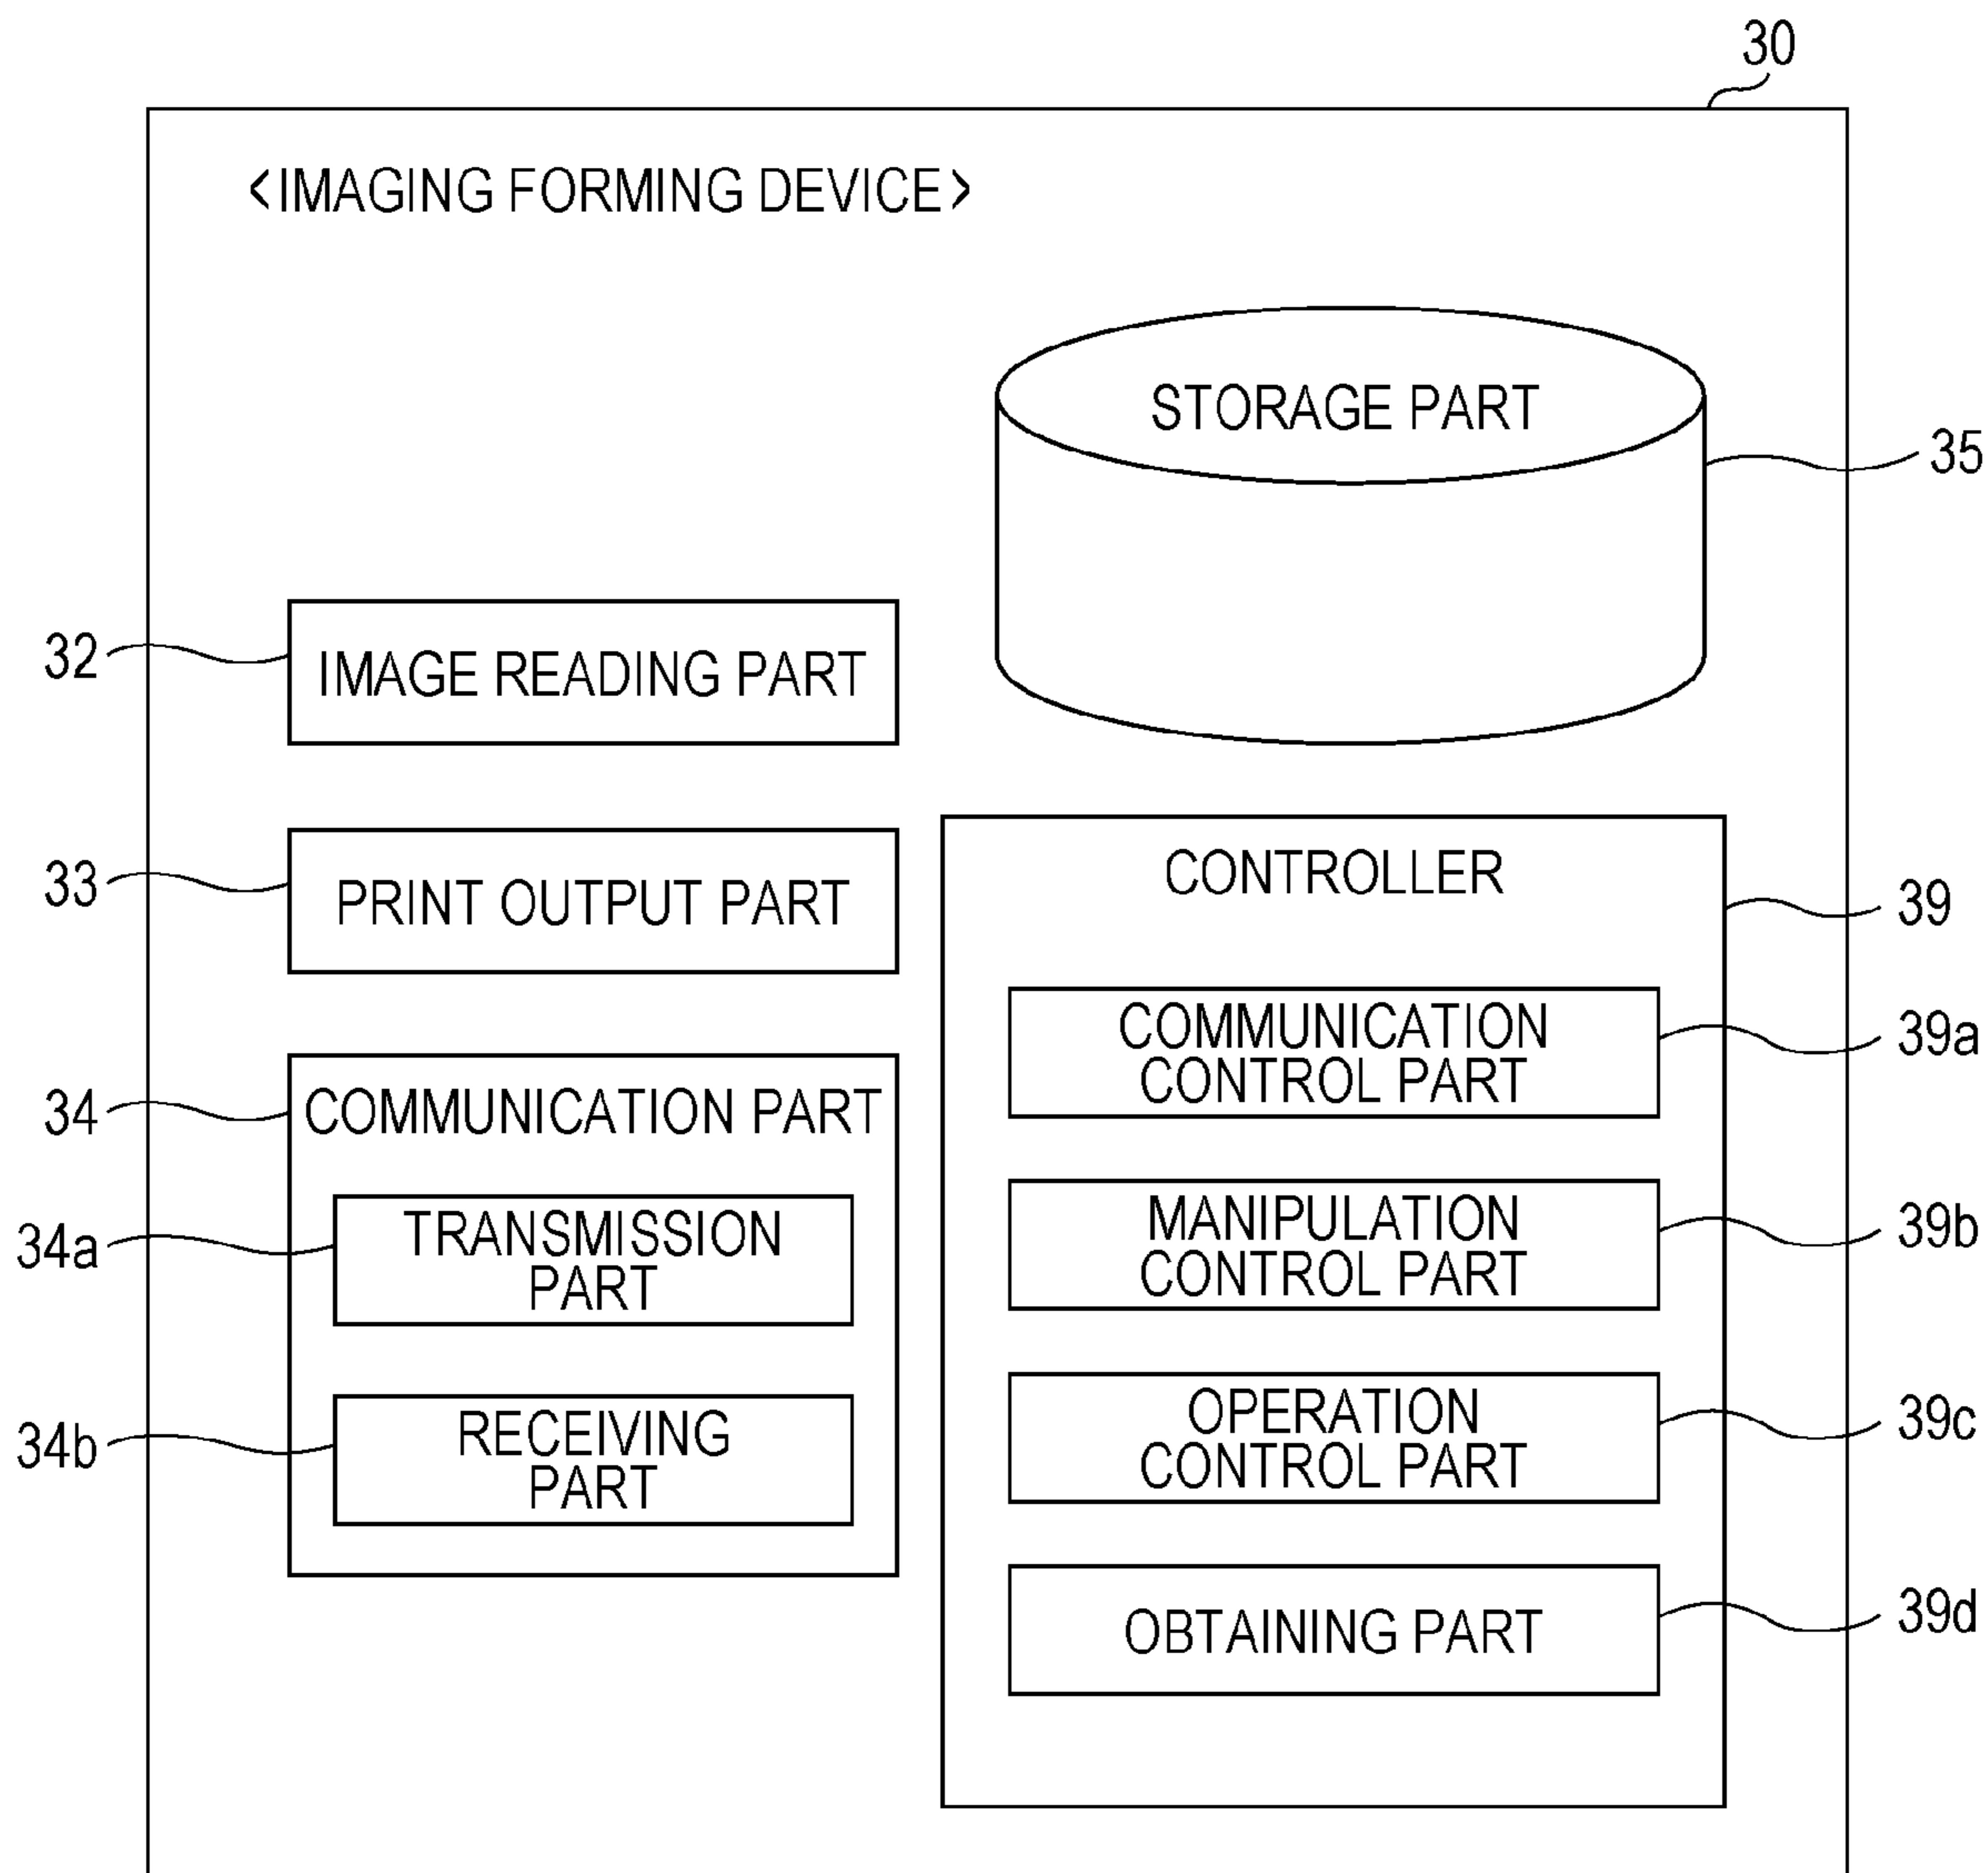 30
<IMAGING FORMING DEVICE>
STORAGE PART
35
32
IMAGE READING PART
33
PRINT OUTPUT PART
34
COMMUNICATION PART
34a
TRANSMISSION
PART
34b
RECEIVING
PART
CONTROLLER
39
COMMUNICATION
CONTROL PART
39a
MANIPULATION
CONTROL PART
39b
OPERATION
CONTROL PART
39c
OBTAINING PART
39d